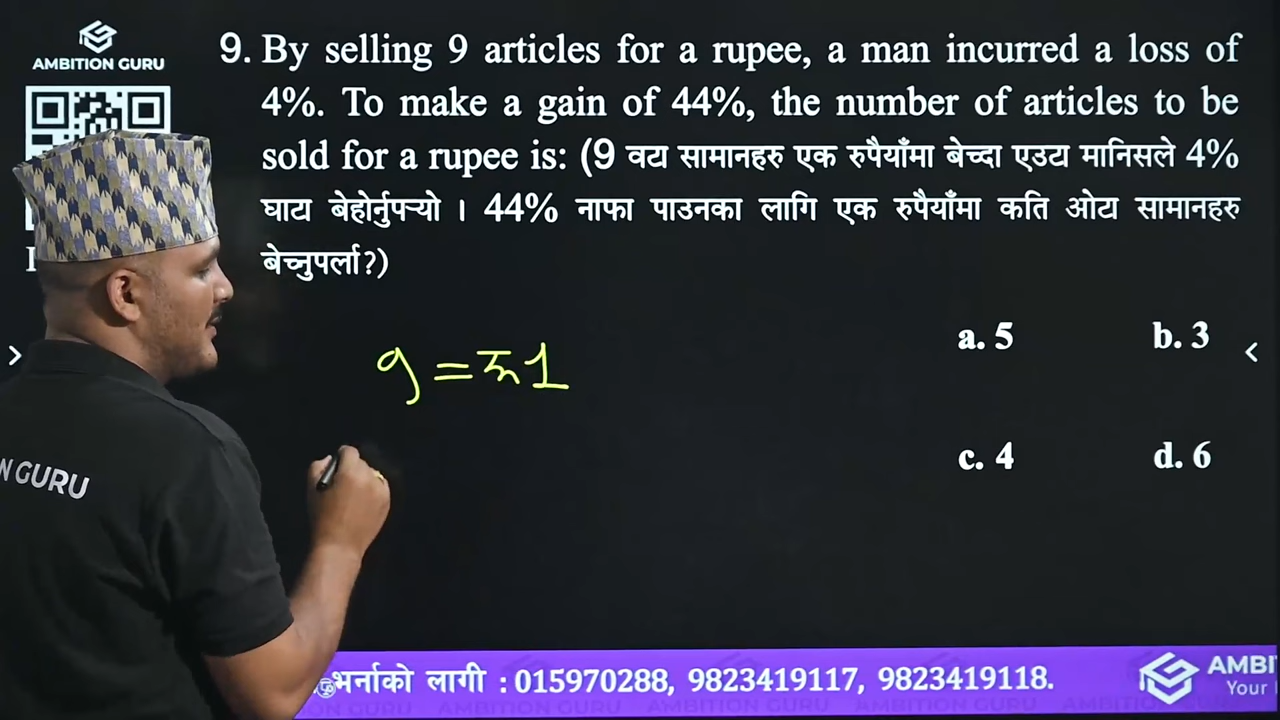 AMBITION GURU
9. By selling 9 articles for a rupee, a man incurred a loss of
4%. To make a gain of 44%, the number of articles to be
sold for a rupee is: (9 वटा सामानहरु एक रुपैयाँमा बेच्दा एउटा मानिसले 4%
घाटा बेहोर्नुपऱ्यो । 44% नाफा पाउनका लागि एक रुपैयाँमा कति ओटा सामानहरु
बेच्नुपर्ला?)
a. 5 b. 3
9 = रू 1
c. 4 d. 6
N GURU
भर्नाको लागी : 015970288, 9823419117, 9823419118.
AMBI
Your